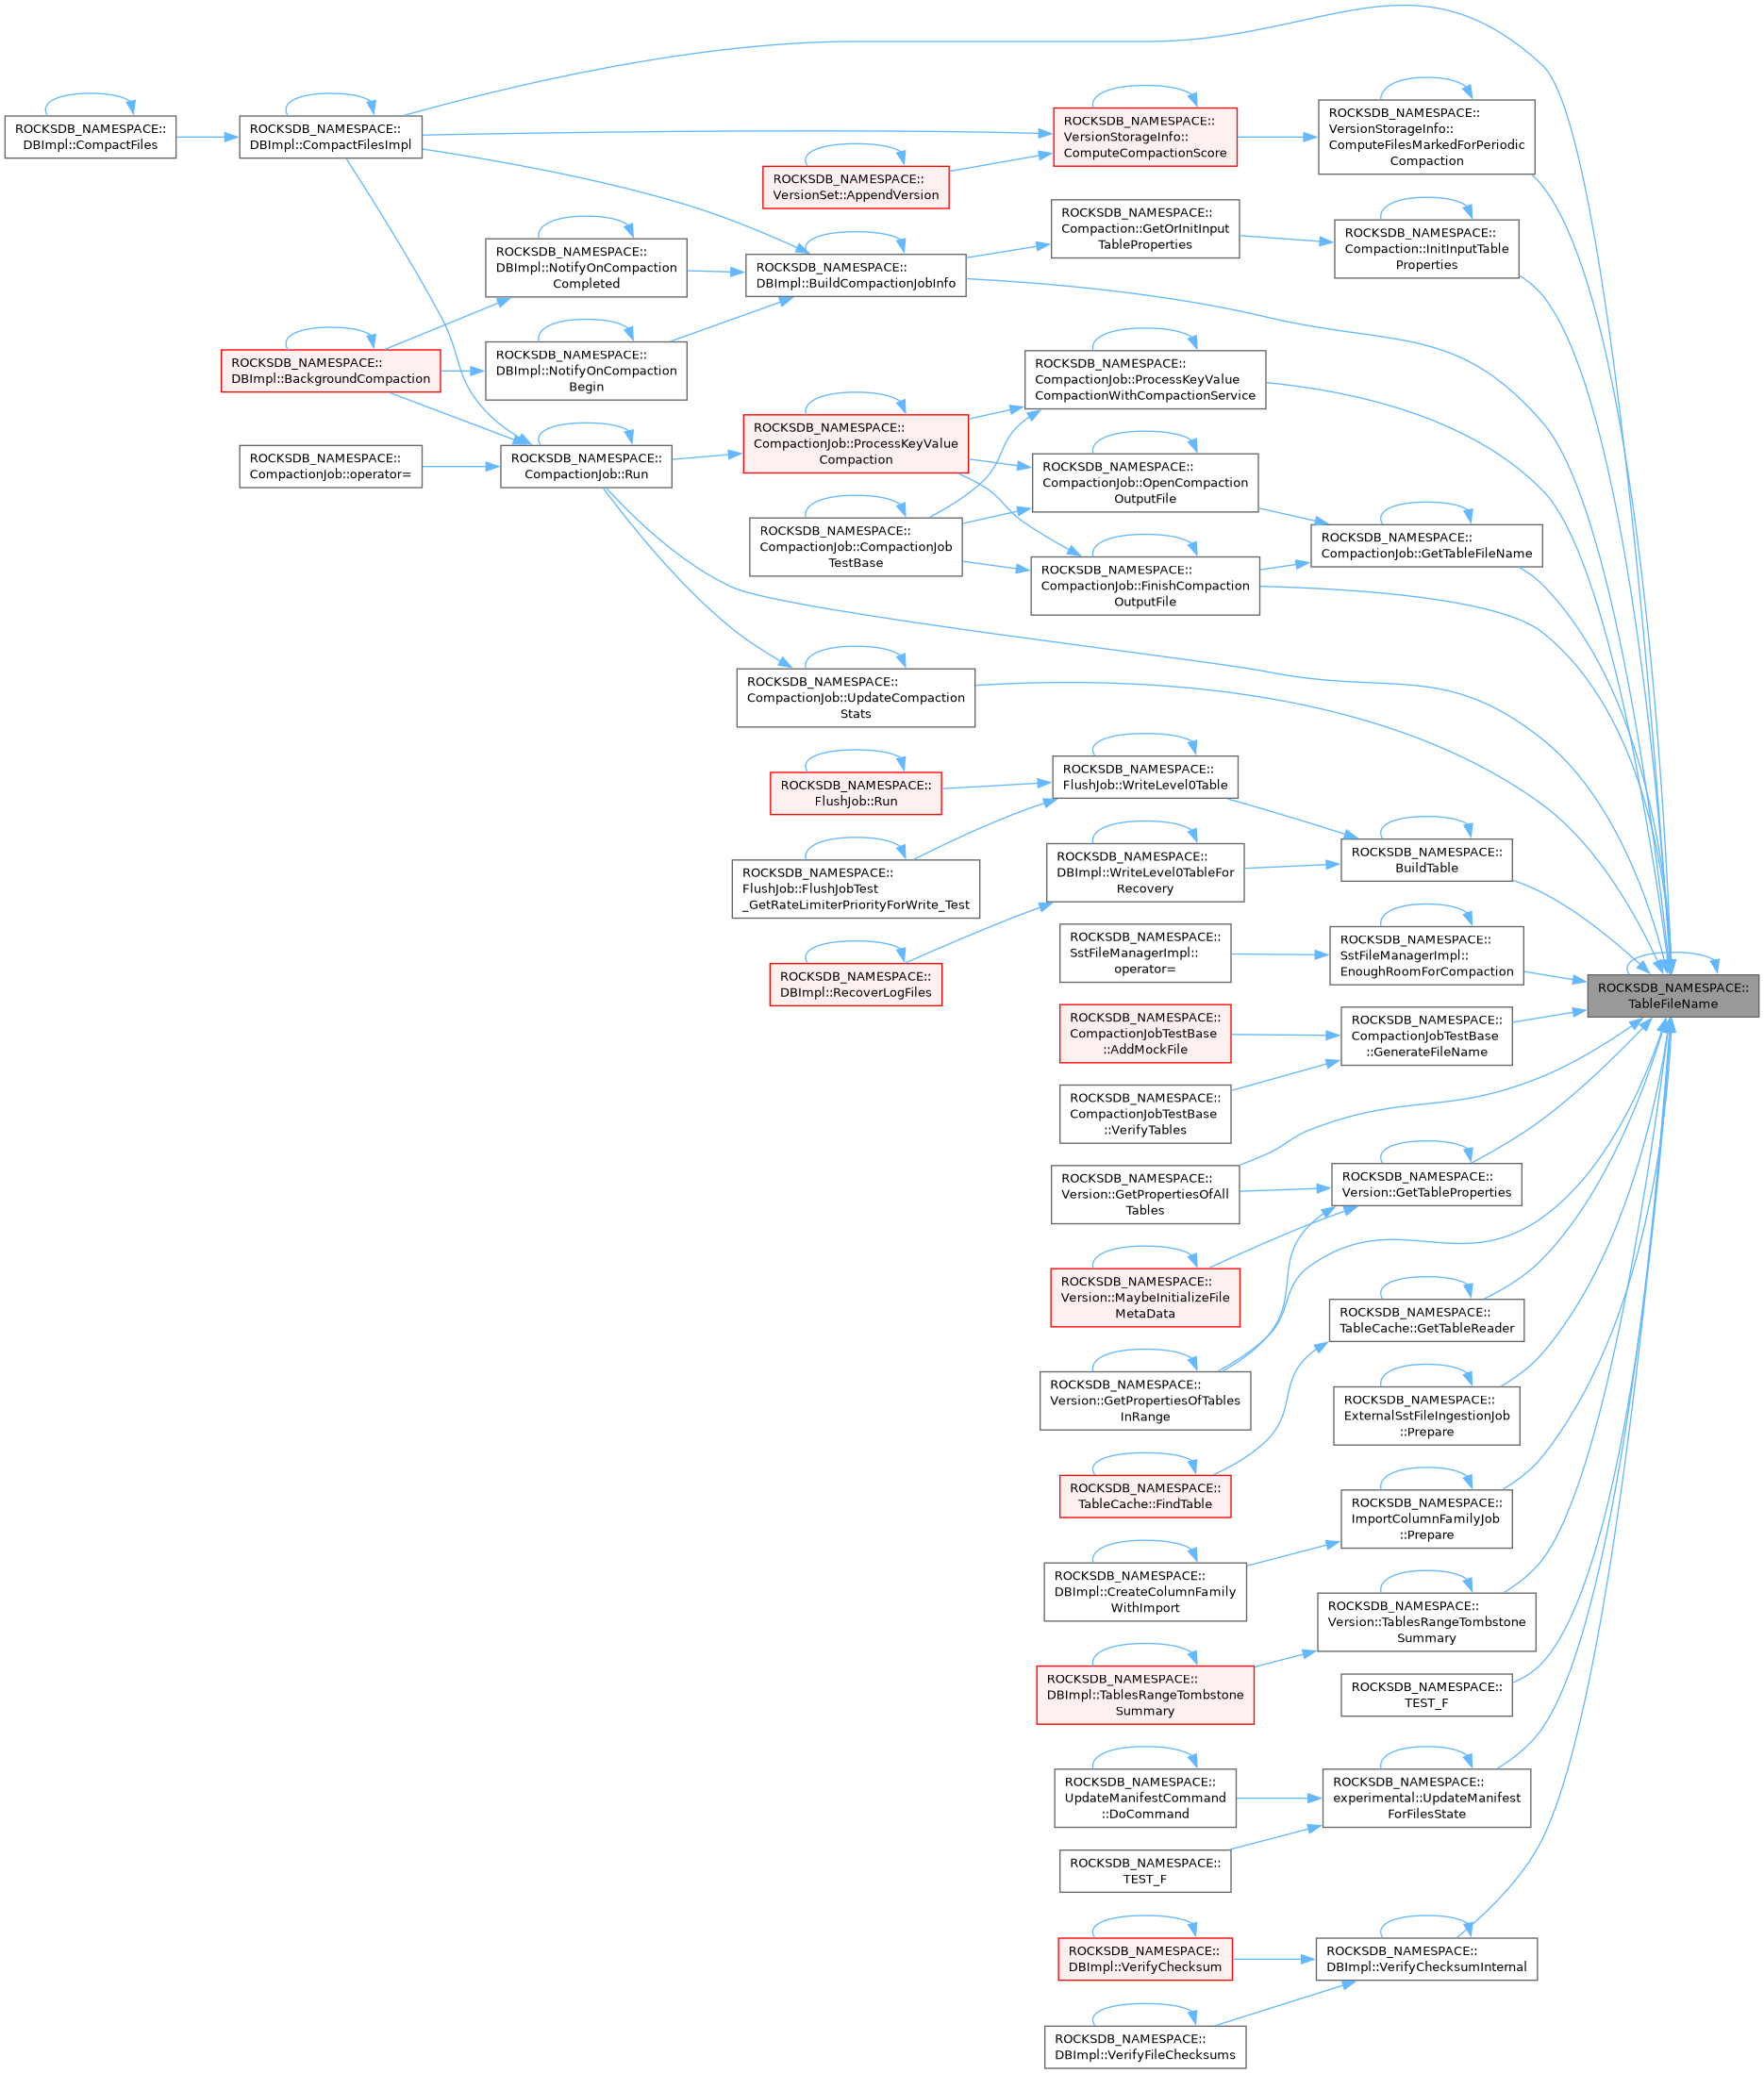 ROCKSDB_NAMESPACE::
DBImpl::CompactFiles
ROCKSDB_NAMESPACE::
DBImpl::CompactFilesImpl
ROCKSDB_NAMESPACE::
VersionStorageInfo::
ComputeCompactionScore
ROCKSDB_NAMESPACE::
VersionStorageInfo::
ComputeFilesMarkedForPeriodic
Compaction
ROCKSDB_NAMESPACE::
VersionSet::AppendVersion
ROCKSDB_NAMESPACE::
Compaction::GetOrInitInput
TableProperties
ROCKSDB_NAMESPACE::
Compaction::InitInputTable
Properties
ROCKSDB_NAMESPACE::
DBImpl::NotifyOnCompaction
Completed
ROCKSDB_NAMESPACE::
DBImpl::BuildCompactionJobInfo
ROCKSDB_NAMESPACE::
DBImpl::BackgroundCompaction
ROCKSDB_NAMESPACE::
DBImpl::NotifyOnCompaction
Begin
ROCKSDB_NAMESPACE::
CompactionJob::ProcessKeyValue
CompactionWithCompactionService
ROCKSDB_NAMESPACE::
CompactionJob::ProcessKeyValue
Compaction
ROCKSDB_NAMESPACE::
CompactionJob::operator=
ROCKSDB_NAMESPACE::
CompactionJob::Run
ROCKSDB_NAMESPACE::
CompactionJob::OpenCompaction
OutputFile
ROCKSDB_NAMESPACE::
CompactionJob::CompactionJob
TestBase
ROCKSDB_NAMESPACE::
CompactionJob::GetTableFileName
ROCKSDB_NAMESPACE::
CompactionJob::FinishCompaction
OutputFile
ROCKSDB_NAMESPACE::
CompactionJob::UpdateCompaction
Stats
ROCKSDB_NAMESPACE::
FlushJob::Run
ROCKSDB_NAMESPACE::
FlushJob::WriteLevel0Table
ROCKSDB_NAMESPACE::
FlushJob::FlushJobTest
_GetRateLimiterPriorityForWrite_Test
ROCKSDB_NAMESPACE::
DBImpl::WriteLevel0TableFor
Recovery
ROCKSDB_NAMESPACE::
BuildTable
ROCKSDB_NAMESPACE::
DBImpl::RecoverLogFiles
ROCKSDB_NAMESPACE::
SstFileManagerImpl::
operator=
ROCKSDB_NAMESPACE::
SstFileManagerImpl::
EnoughRoomForCompaction
ROCKSDB_NAMESPACE::
TableFileName
ROCKSDB_NAMESPACE::
CompactionJobTestBase
::AddMockFile
ROCKSDB_NAMESPACE::
CompactionJobTestBase
::GenerateFileName
ROCKSDB_NAMESPACE::
CompactionJobTestBase
::VerifyTables
ROCKSDB_NAMESPACE::
Version::GetPropertiesOfAll
Tables
ROCKSDB_NAMESPACE::
Version::GetTableProperties
ROCKSDB_NAMESPACE::
Version::MaybeInitializeFile
MetaData
ROCKSDB_NAMESPACE::
TableCache::GetTableReader
ROCKSDB_NAMESPACE::
Version::GetPropertiesOfTables
InRange
ROCKSDB_NAMESPACE::
ExternalSstFileIngestionJob
::Prepare
ROCKSDB_NAMESPACE::
TableCache::FindTable
ROCKSDB_NAMESPACE::
ImportColumnFamilyJob
::Prepare
ROCKSDB_NAMESPACE::
DBImpl::CreateColumnFamily
WithImport
ROCKSDB_NAMESPACE::
Version::TablesRangeTombstone
Summary
ROCKSDB_NAMESPACE::
DBImpl::TablesRangeTombstone
Summary
ROCKSDB_NAMESPACE::
TEST_F
ROCKSDB_NAMESPACE::
UpdateManifestCommand
::DoCommand
ROCKSDB_NAMESPACE::
experimental::UpdateManifest
ForFilesState
ROCKSDB_NAMESPACE::
TEST_F
ROCKSDB_NAMESPACE::
DBImpl::VerifyChecksum
ROCKSDB_NAMESPACE::
DBImpl::VerifyChecksumInternal
ROCKSDB_NAMESPACE::
DBImpl::VerifyFileChecksums